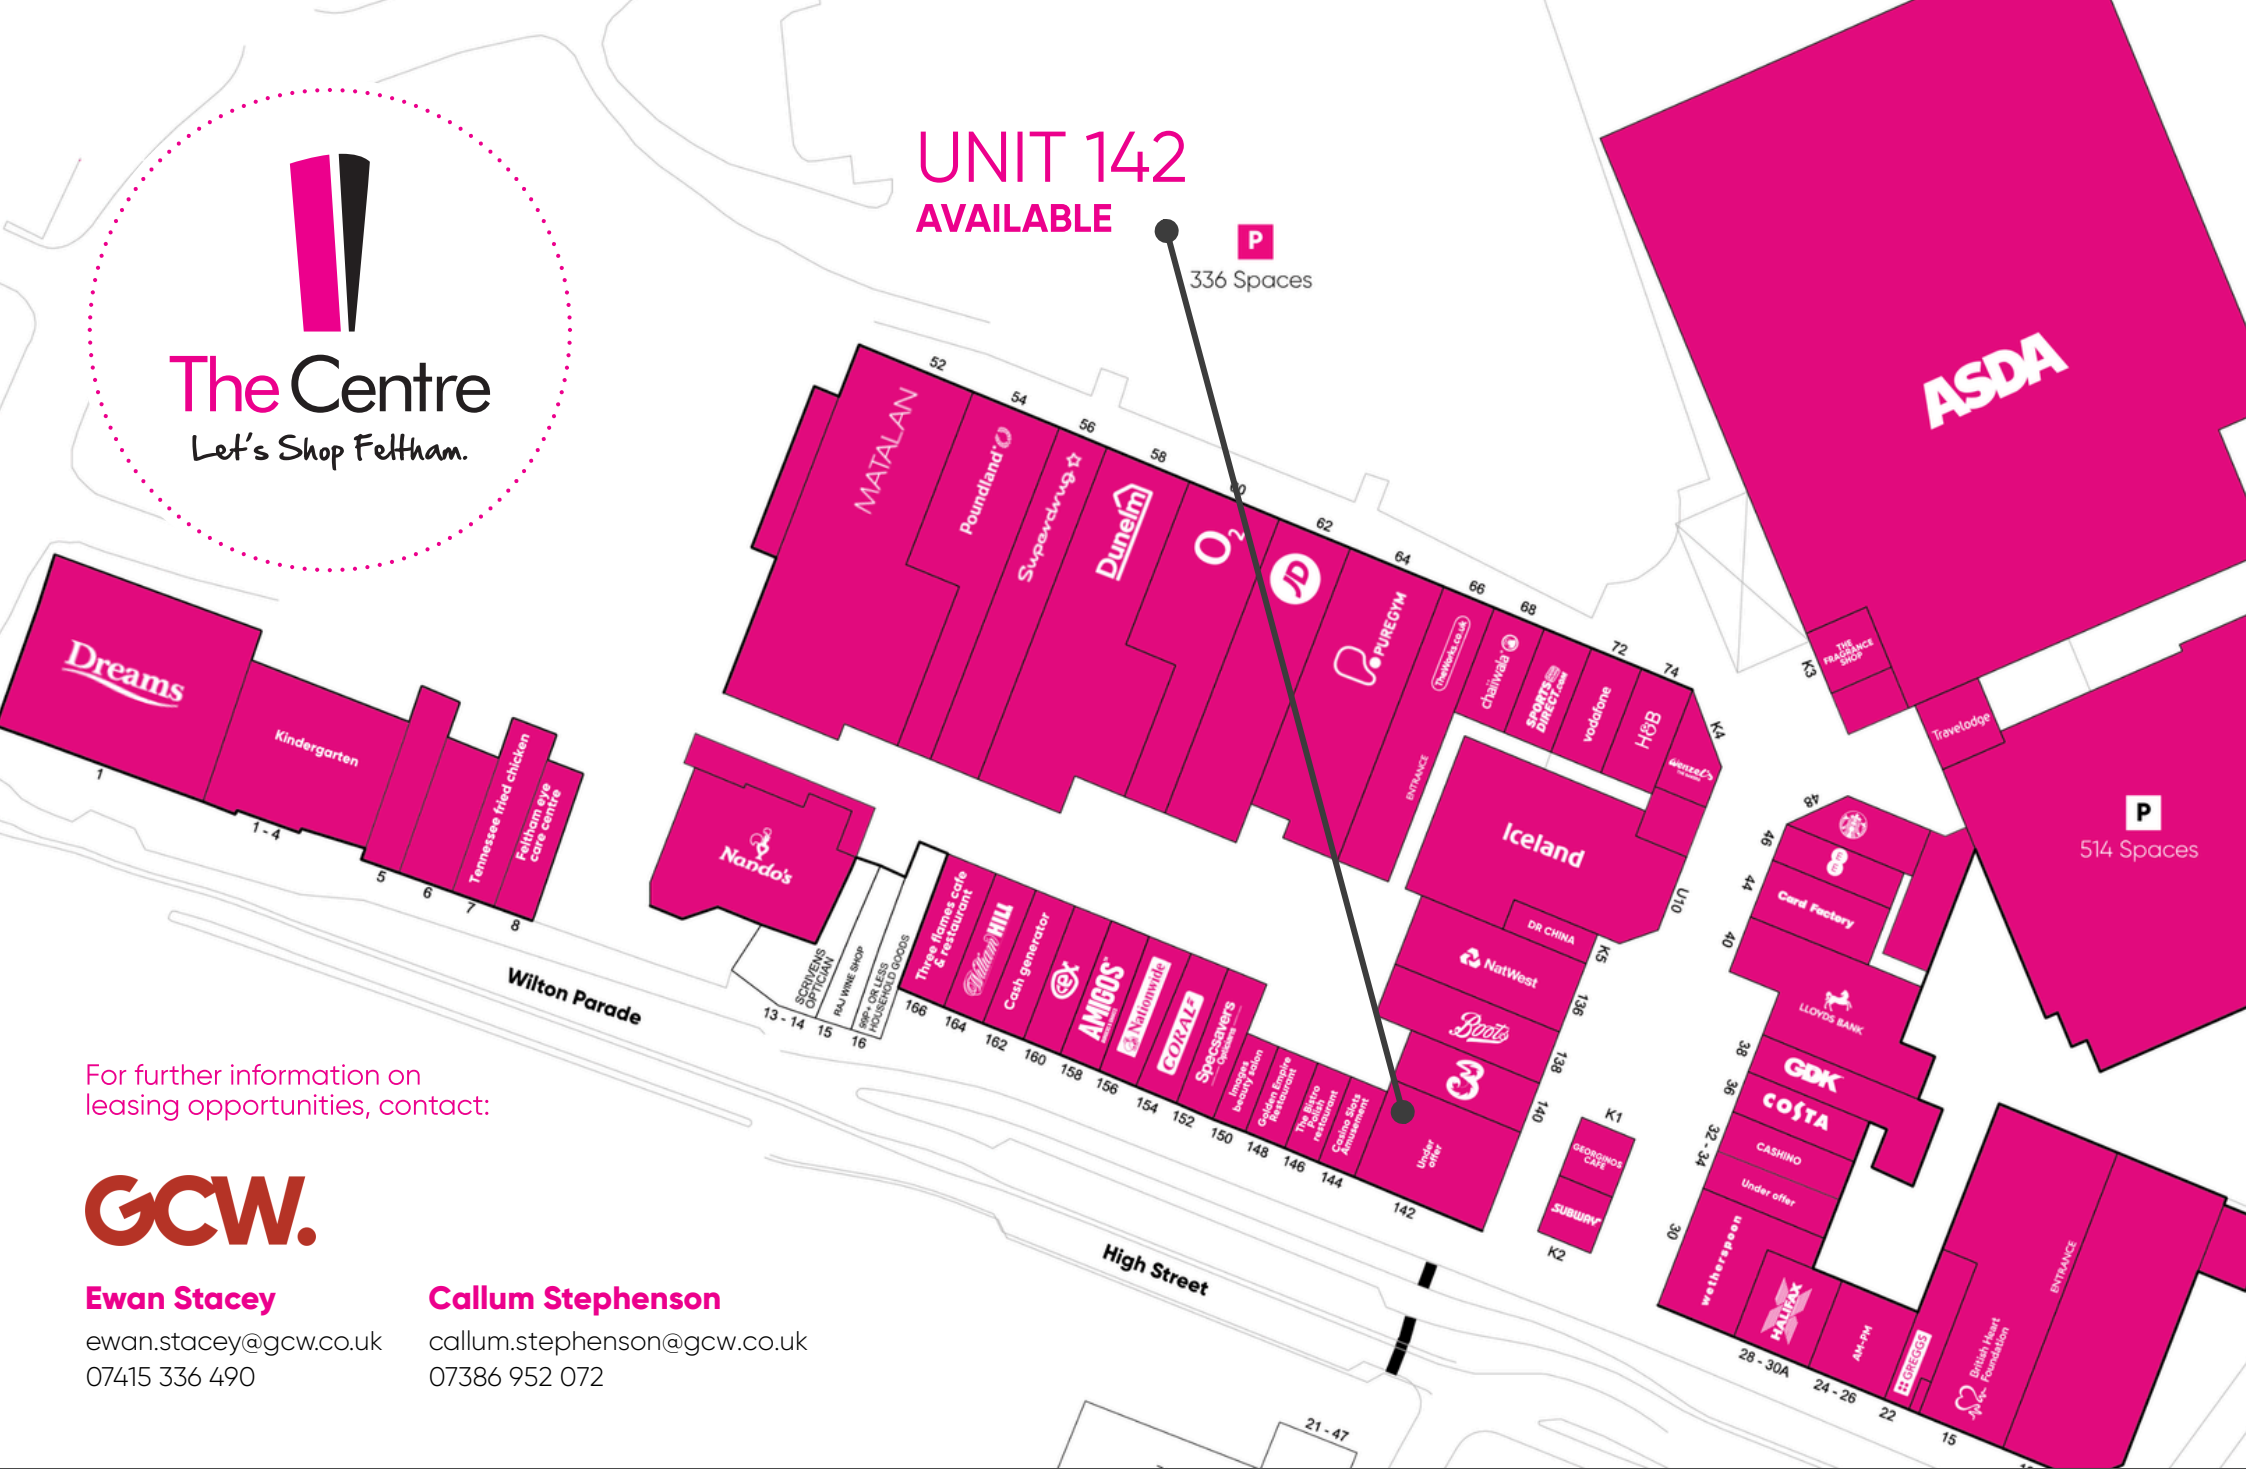 UNIT 142
AVAILABLE
P
336 Spaces
The Centre
Let's Shop Feltham.
ASDA
52
54
56
58
60
62
64
66
68
72
74
K4
K3
MATALAN
Poundland
Superdrug
Dunelm
O2
JD
PUREGYM
TheWorks.co.uk
chaiiwala
SPORTS
DIRECT.COM
vodafone
H&B
Wenzel's
ENTRANCE
THE
FRAGRANCE
SHOP
Travelodge
P
514 Spaces
Dreams
Kindergarten
Tennessee fried chicken
Feltham eye
care centre
1
1 - 4
5
6
7
8
Nando's
SCRIVENS
OPTICIAN
RAJ WINE SHOP
99P+ OR LESS
HOUSEHOLD GOODS
13 - 14
15
16
Wilton Parade
Three flames cafe
& restaurant
William HILL
Cash generator
cex
AMIGOS
Nationwide
CORAL
Specsavers
Opticians
Images
beauty salon
Golden Empire
Restaurant
The Bistro
Polish
restaurant
Casino Slots
Amusement
Under
offer
166
164
162
160
158
156
154
152
150
148
146
144
142
Iceland
DR CHINA
NatWest
Boots
3
U10
K5
136
138
140
K1
GEORGINOS
CAFE
SUBWAY
K2
48
46
44
40
38
36
32 - 34
30
EE
Card Factory
LLOYDS BANK
GDK
COSTA
CASHINO
Under offer
wetherspoon
HALIFAX
AM-PM
GREGGS
British Heart
Foundation
ENTRANCE
28 - 30A
24 - 26
22
15
High Street
21 - 47
For further information on
leasing opportunities, contact:
GCW.
Ewan Stacey
ewan.stacey@gcw.co.uk
07415 336 490
Callum Stephenson
callum.stephenson@gcw.co.uk
07386 952 072